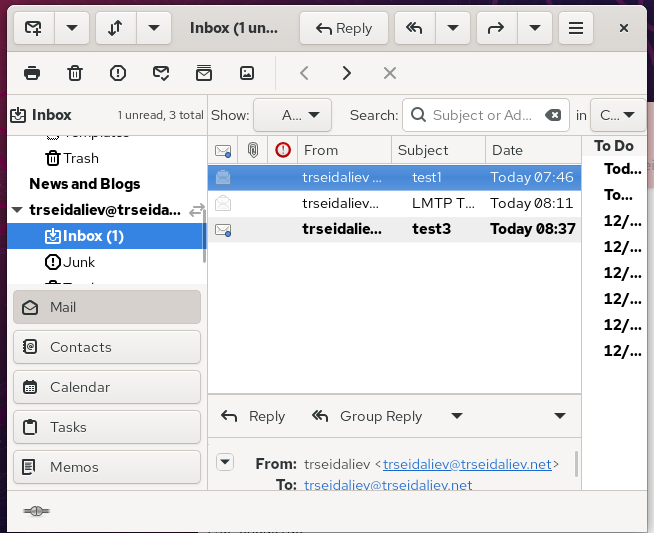 Inbox (1 un...
Reply
Inbox
1 unread, 3 total
Show:
A...
Search:
Subject or Ad...
in
C...
Trash
News and Blogs
trseidaliev@trseida...
Inbox (1)
Junk
Mail
Contacts
Calendar
Tasks
Memos
From Subject Date
trseidaliev ... test1 Today 07:46
trseidaliev... LMTP T... Today 08:11
trseidalie... test3 Today 08:37
To Do
Tod...
To...
12/...
12/...
12/...
12/...
12/...
12/...
Reply
Group Reply
From: trseidaliev <trseidaliev@trseidaliev.net>
To: trseidaliev@trseidaliev.net